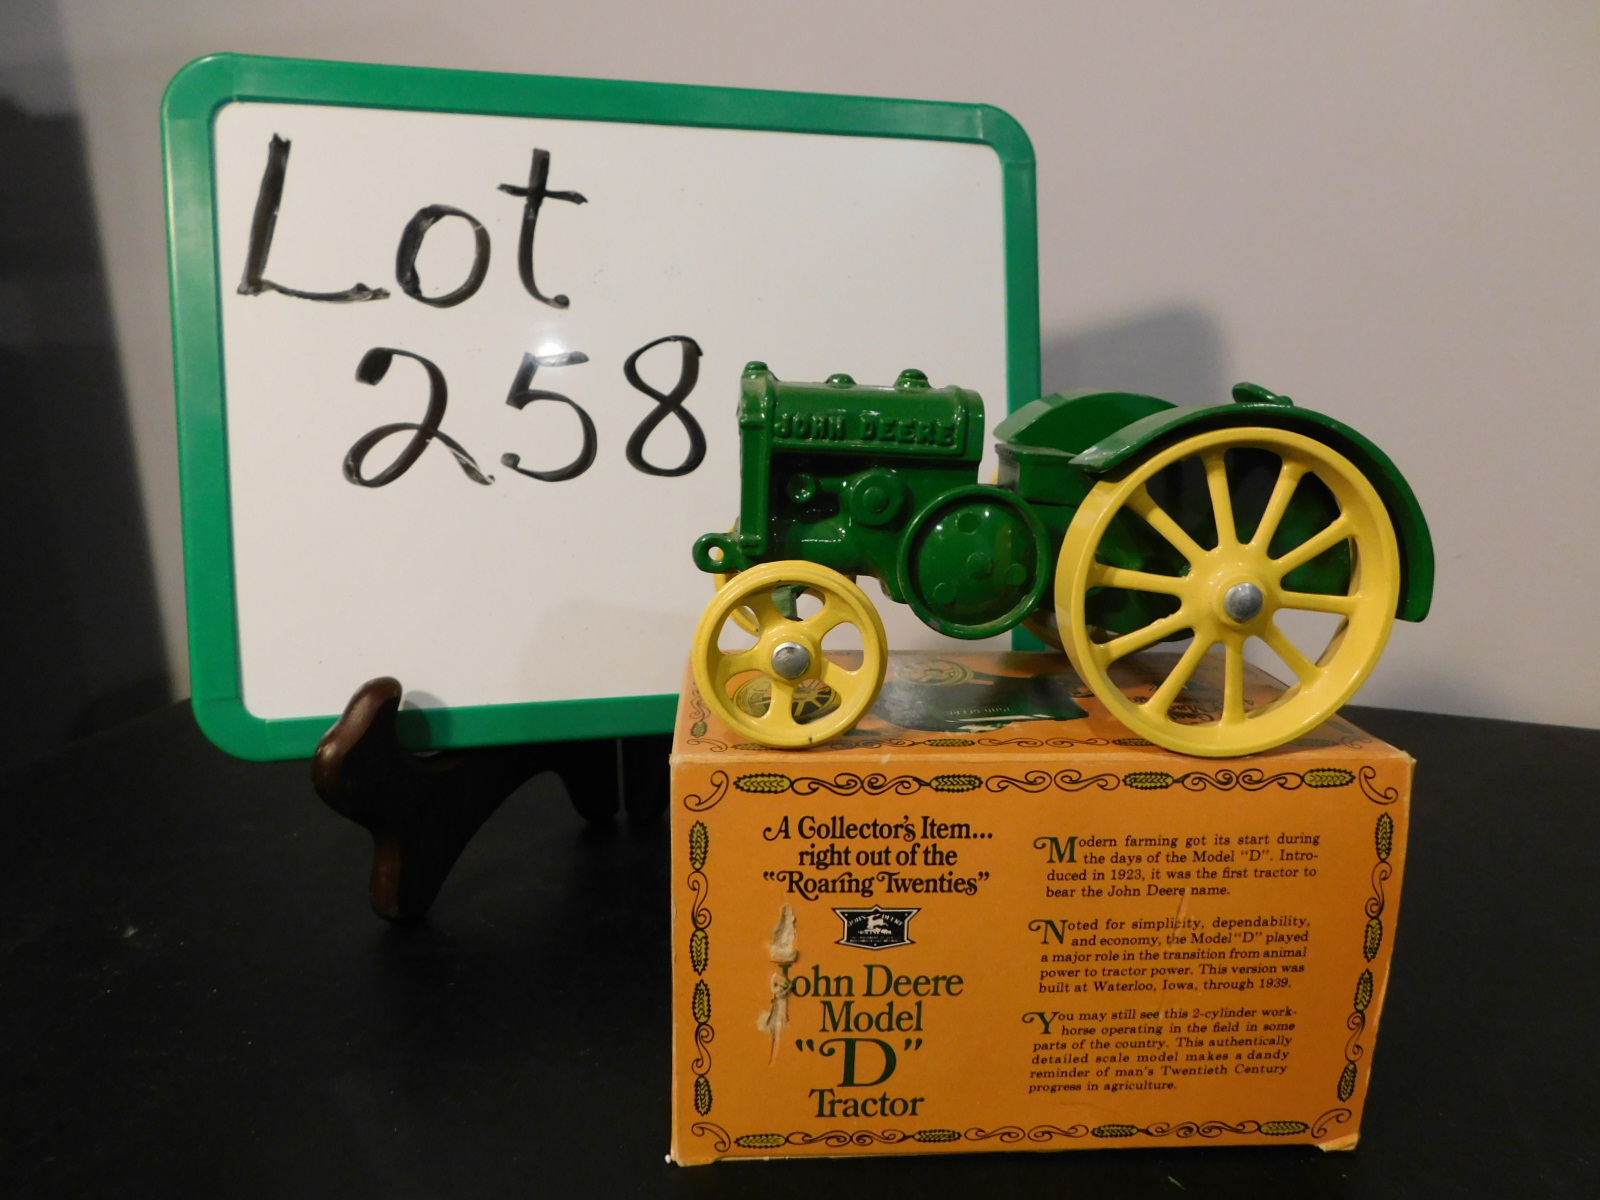 Lot
258
JOHN DEERE
A Collector's Item...
right out of the
"Roaring Twenties"
JOHN DEERE
John Deere
Model
"D"
Tractor
Modern farming got its start during
the days of the Model "D". Intro-
duced in 1923, it was the first tractor to
bear the John Deere name.
Noted for simplicity, dependability,
and economy, the Model "D" played
a major role in the transition from animal
power to tractor power. This version was
built at Waterloo, Iowa, through 1939.
You may still see this 2-cylinder work-
horse operating in the field in some
parts of the country. This authentically
detailed scale model makes a dandy
reminder of man's Twentieth Century
progress in agriculture.